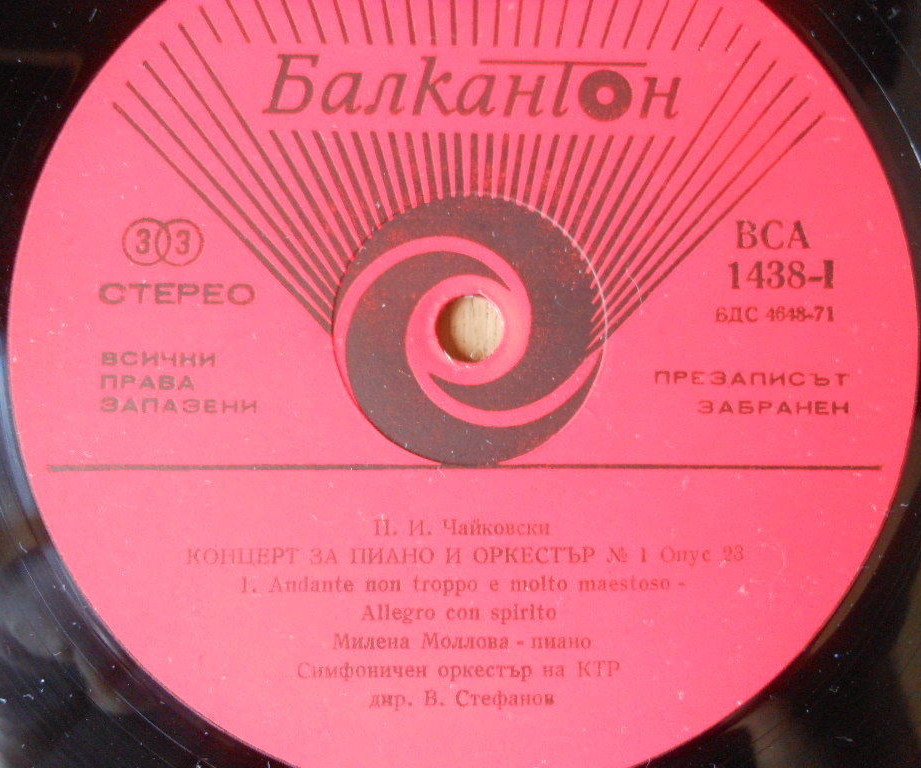 Балкантон
33
СТЕРЕО
ВСИЧКИ
ПРАВА
ЗАПАЗЕНИ
ВСА
1438-I
БДС 4648-71
ПРЕЗАПИСЪТ
ЗАБРАНЕН
П. И. Чайковски
КОНЦЕРТ ЗА ПИАНО И ОРКЕСТЪР № 1 Опус 23
1. Andante non troppo e molto maestoso -
Allegro con spirito
Милена Моллова - пиано
Симфоничен оркестър на КТР
дир. В. Стефанов